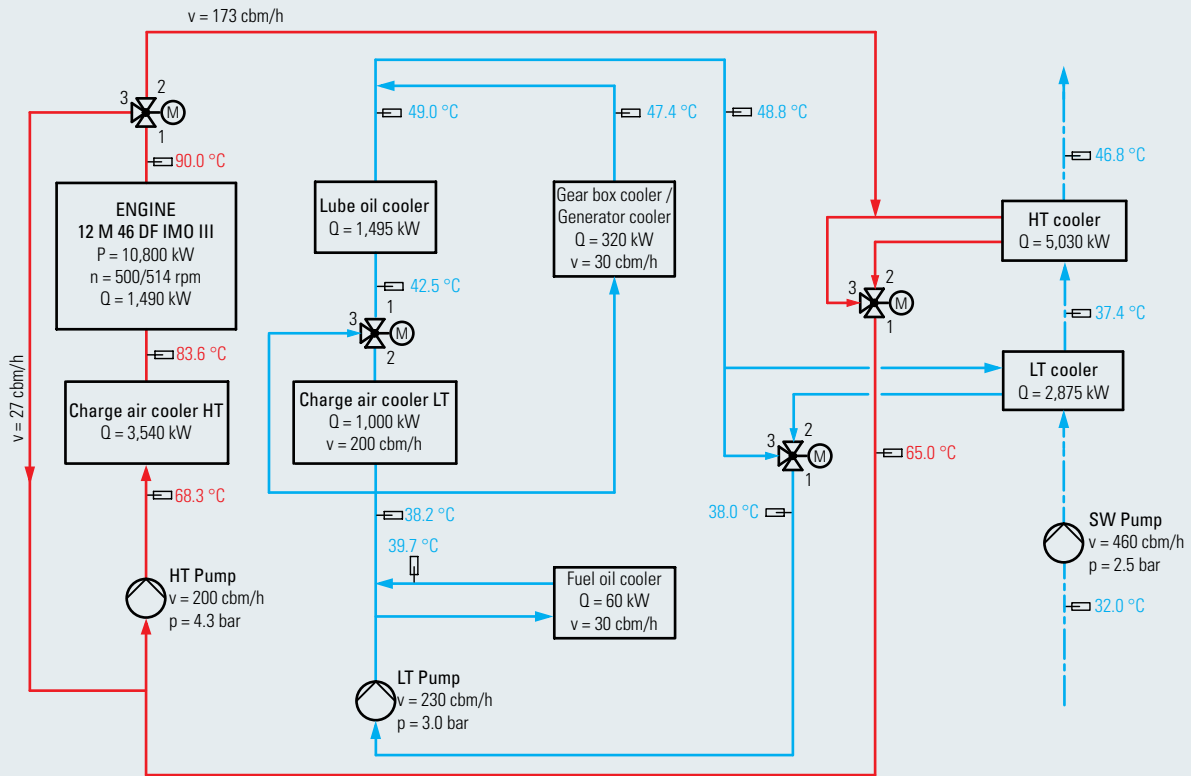 v = 173 cbm/h
2
3
M
1
90.0 °C
ENGINE
12 M 46 DF IMO III
P = 10,800 kW
n = 500/514 rpm
Q = 1,490 kW
83.6 °C
Charge air cooler HT
Q = 3,540 kW
v = 27 cbm/h
68.3 °C
HT Pump
v = 200 cbm/h
p = 4.3 bar
49.0 °C
Lube oil cooler
Q = 1,495 kW
42.5 °C
3
1
M
2
Charge air cooler LT
Q = 1,000 kW
v = 200 cbm/h
38.2 °C
39.7 °C
Fuel oil cooler
Q = 60 kW
v = 30 cbm/h
LT Pump
v = 230 cbm/h
p = 3.0 bar
47.4 °C
Gear box cooler /
Generator cooler
Q = 320 kW
v = 30 cbm/h
48.8 °C
46.8 °C
HT cooler
Q = 5,030 kW
2
3
M
1
37.4 °C
LT cooler
Q = 2,875 kW
2
3
M
1
65.0 °C
38.0 °C
SW Pump
v = 460 cbm/h
p = 2.5 bar
32.0 °C